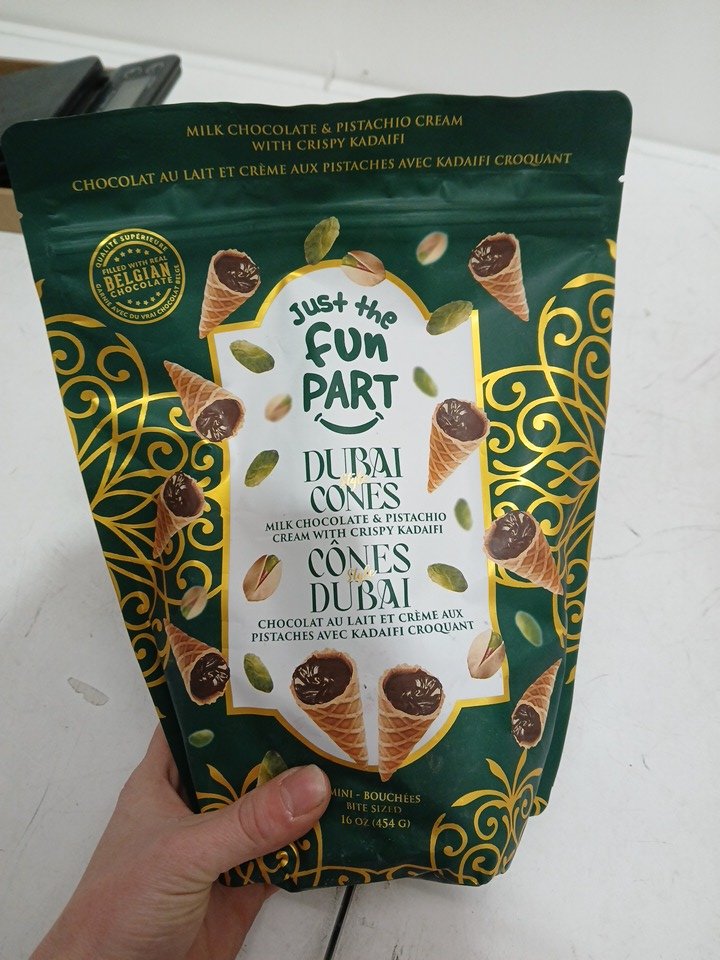 MILK CHOCOLATE & PISTACHIO CREAM
WITH CRISPY KADAIFI
CHOCOLAT AU LAIT ET CRÈME AUX PISTACHES AVEC KADAIFI CROQUANT
QUALITÉ SUPÉRIEURE
FILLED WITH REAL
BELGIAN
CHOCOLATE
GARNIE AVEC DU VRAI CHOCOLAT BELGE
Just the
fun
PART
DUBAI
Style
CONES
MILK CHOCOLATE & PISTACHIO
CREAM WITH CRISPY KADAIFI
CÔNES
Style
DUBAI
CHOCOLAT AU LAIT ET CRÈME AUX
PISTACHES AVEC KADAIFI CROQUANT
MINI - BOUCHÉES
BITE SIZED
16 OZ (454 G)